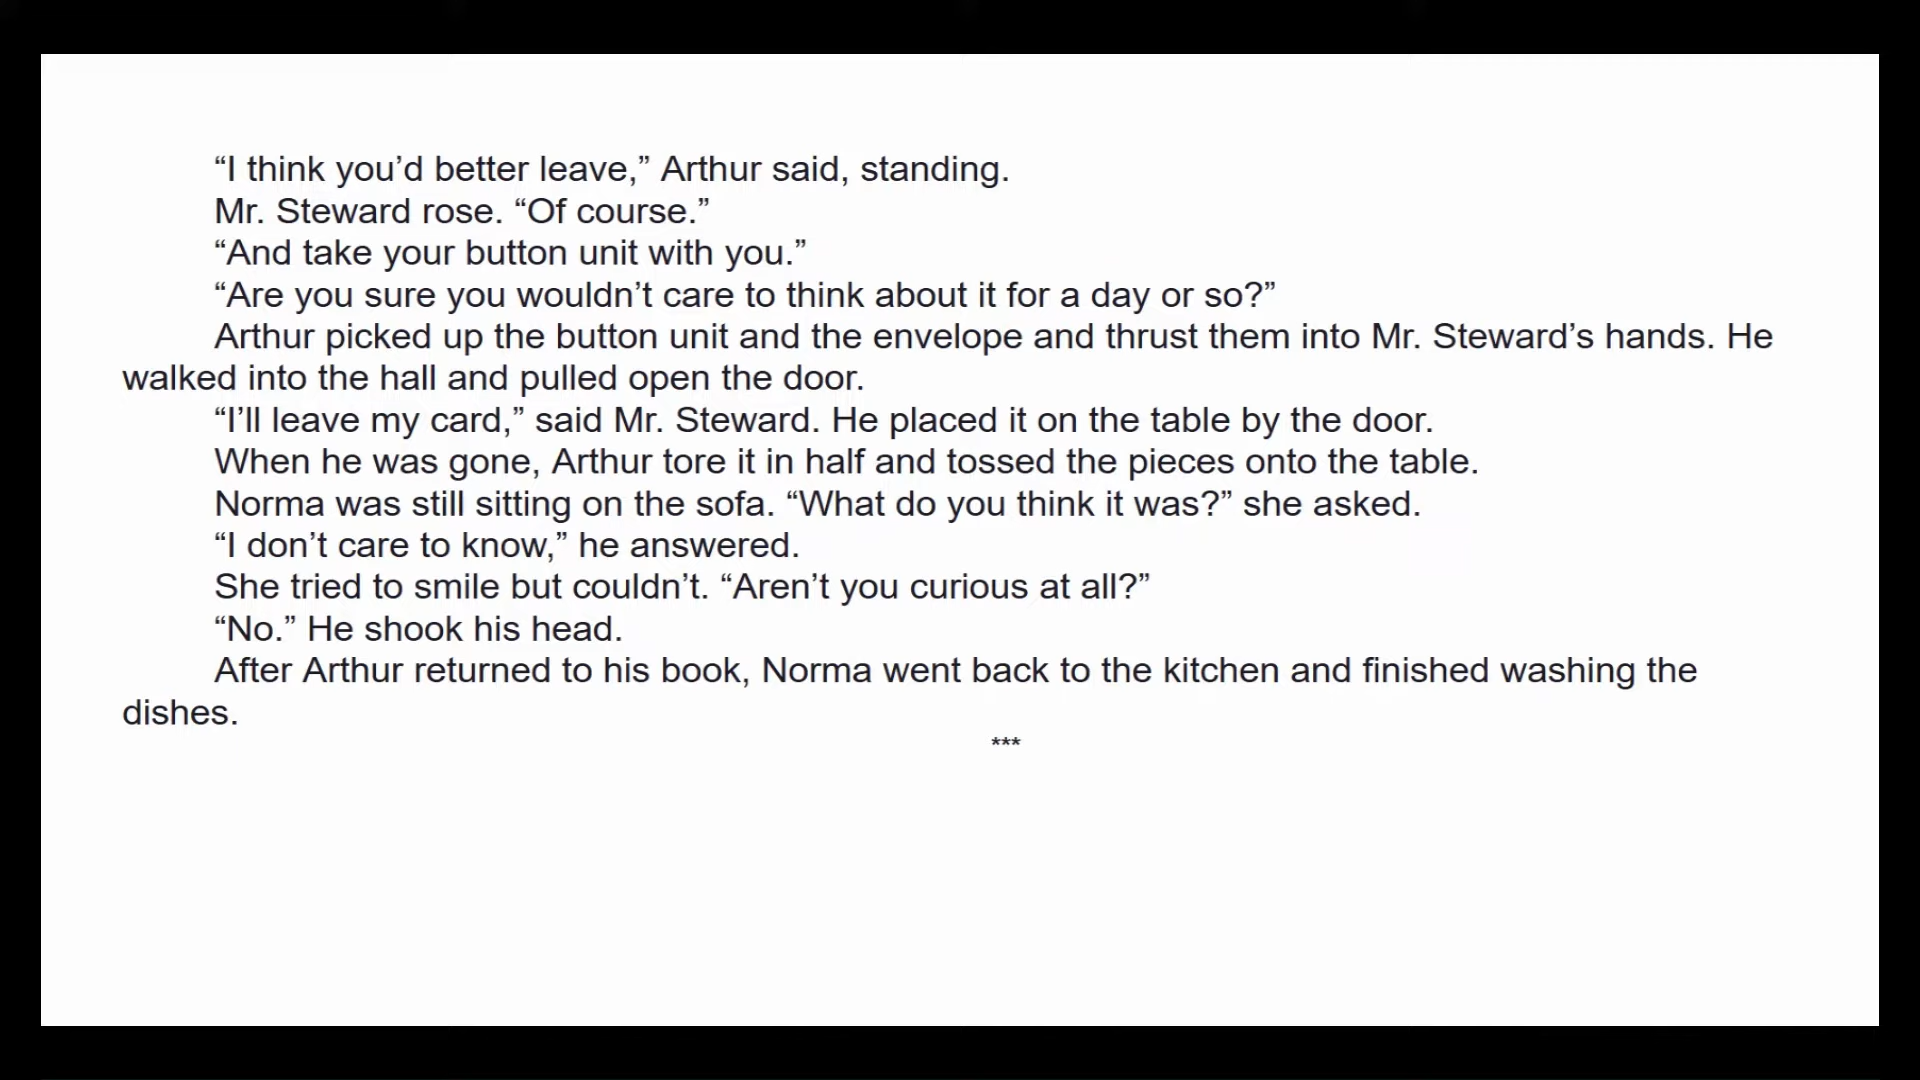 “I think you’d better leave,” Arthur said, standing.
Mr. Steward rose. “Of course.”
“And take your button unit with you.”
“Are you sure you wouldn’t care to think about it for a day or so?”
Arthur picked up the button unit and the envelope and thrust them into Mr. Steward’s hands. He
walked into the hall and pulled open the door.
“I’ll leave my card,” said Mr. Steward. He placed it on the table by the door.
When he was gone, Arthur tore it in half and tossed the pieces onto the table.
Norma was still sitting on the sofa. “What do you think it was?” she asked.
“I don’t care to know,” he answered.
She tried to smile but couldn’t. “Aren’t you curious at all?”
“No.” He shook his head.
After Arthur returned to his book, Norma went back to the kitchen and finished washing the
dishes.
***